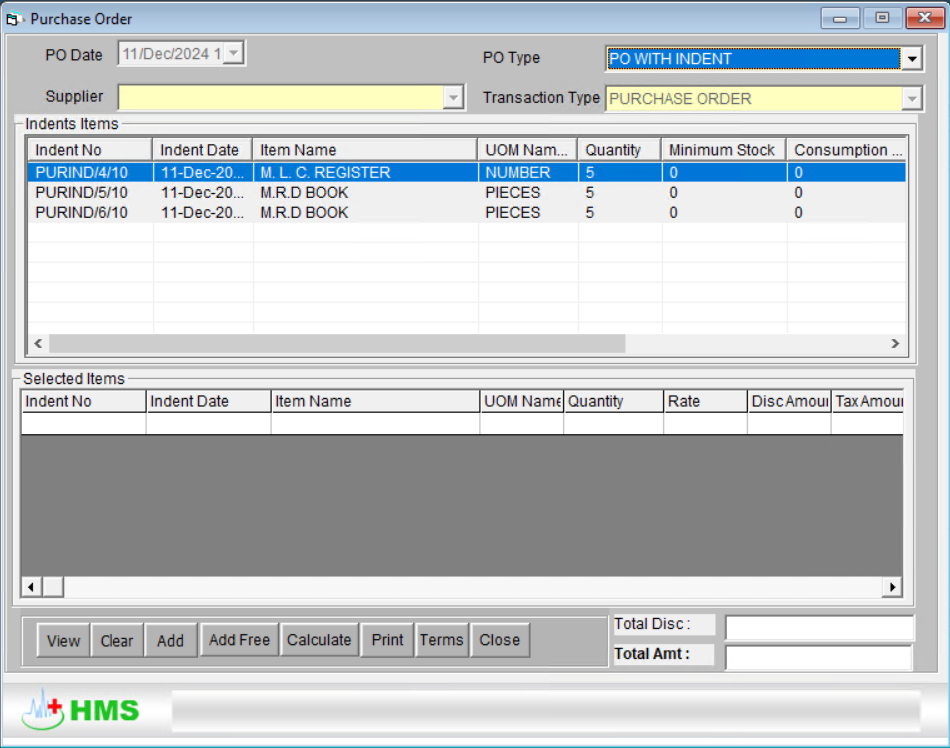 Purchase Order
PO Date 11/Dec/2024 1 PO Type PO WITH INDENT
Supplier Transaction Type PURCHASE ORDER
Indents Items
Indent No Indent Date Item Name UOM Nam... Quantity Minimum Stock Consumption ...
PURIND/4/10 11-Dec-20... M. L. C. REGISTER NUMBER 5 0 0
PURIND/5/10 11-Dec-20... M.R.D BOOK PIECES 5 0 0
PURIND/6/10 11-Dec-20... M.R.D BOOK PIECES 5 0 0
Selected Items
Indent No Indent Date Item Name UOM Name Quantity Rate Disc Amour Tax Amour
Total Disc :
View Clear Add Add Free Calculate Print Terms Close
Total Amt :
HMS